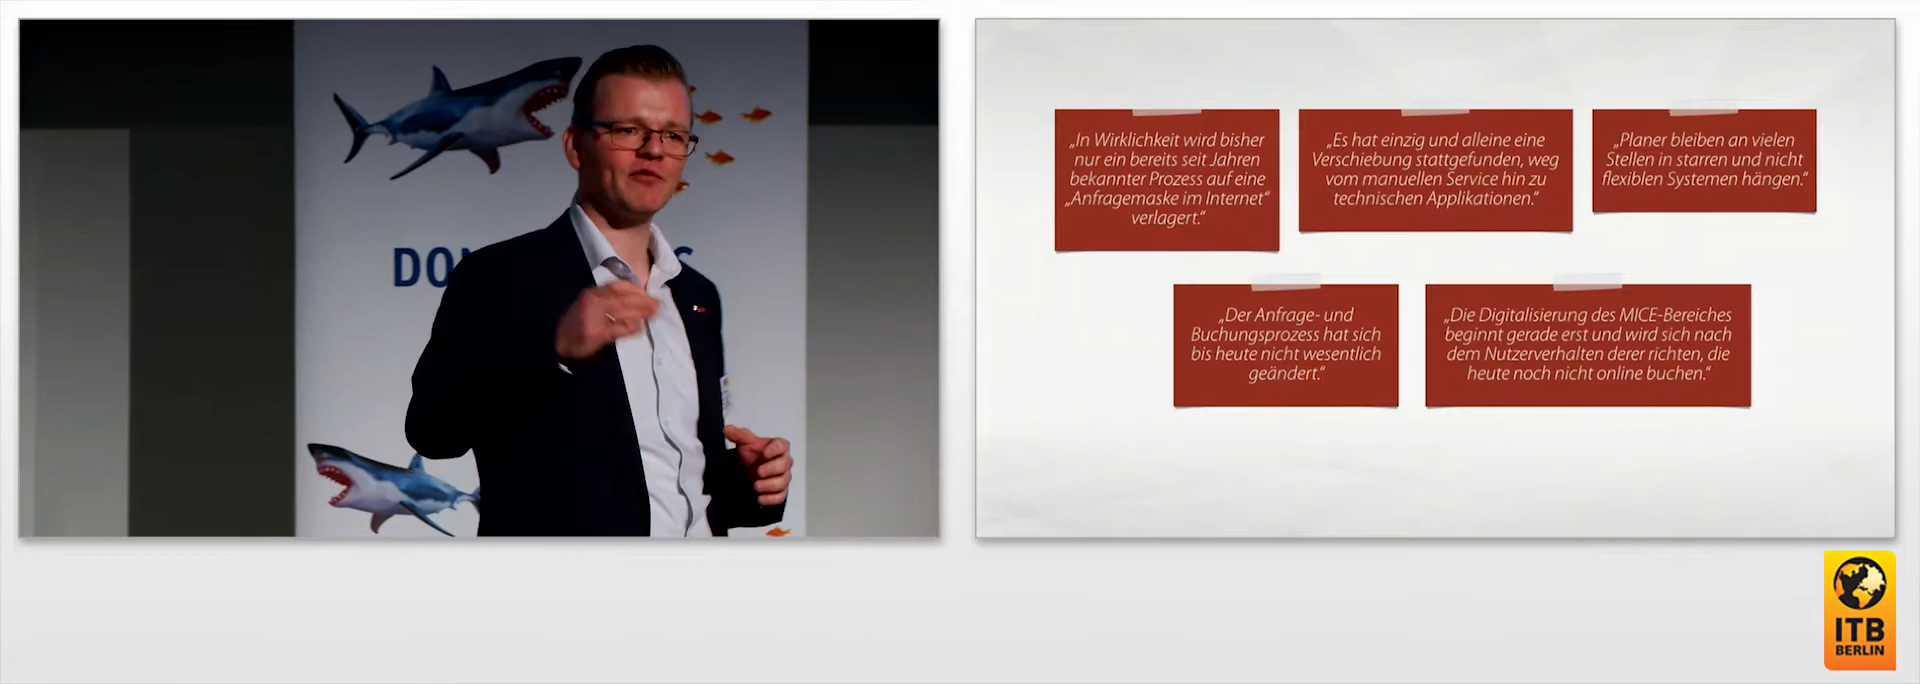 „In Wirklichkeit wird bisher
nur ein bereits seit Jahren
bekannter Prozess auf eine
„Anfragemaske im Internet“
verlagert.“
„Es hat einzig und alleine eine
Verschiebung stattgefunden, weg
vom manuellen Service hin zu
technischen Applikationen.“
„Planer bleiben an vielen
Stellen in starren und nicht
flexiblen Systemen hängen.“
„Der Anfrage- und
Buchungsprozess hat sich
bis heute nicht wesentlich
geändert.“
„Die Digitalisierung des MICE-Bereiches
beginnt gerade erst und wird sich nach
dem Nutzerverhalten derer richten, die
heute noch nicht online buchen.“
ITB
BERLIN